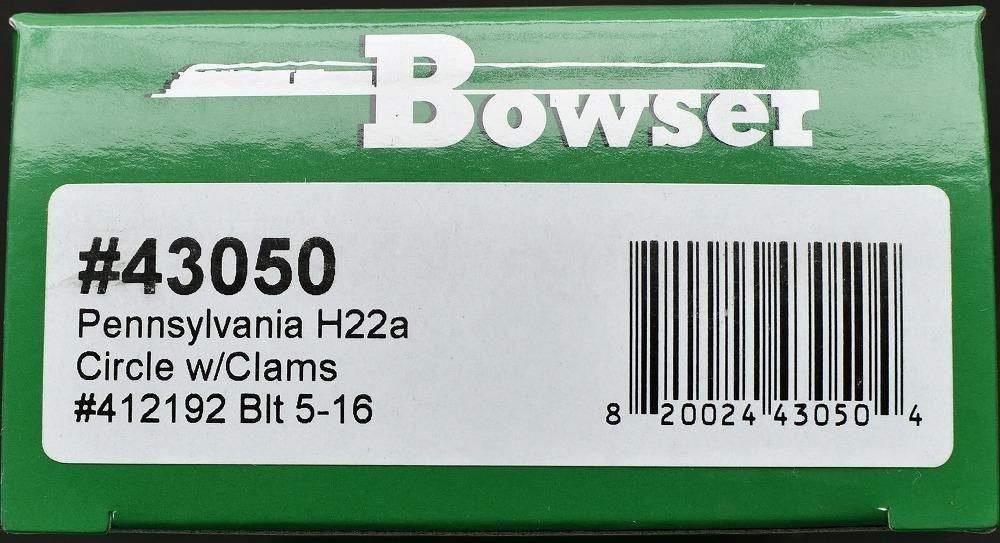 Bowser
#43050
Pennsylvania H22a
Circle w/Clams
#412192 Blt 5-16
8 20024 43050 4